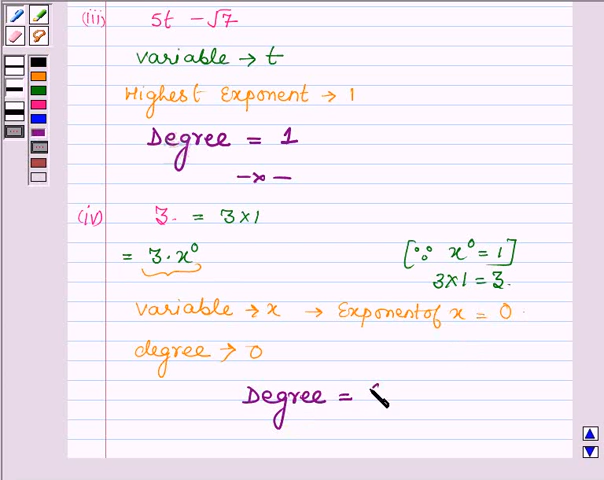 (iii) 5t - √7
variable → t
Highest Exponent → 1
Degree = 1
—x—
(iv) 3. = 3×1
= 3·x⁰ [∵ x⁰ = 1]
3×1 = 3.
variable → x → Exponent of x = 0.
degree → 0
Degree =